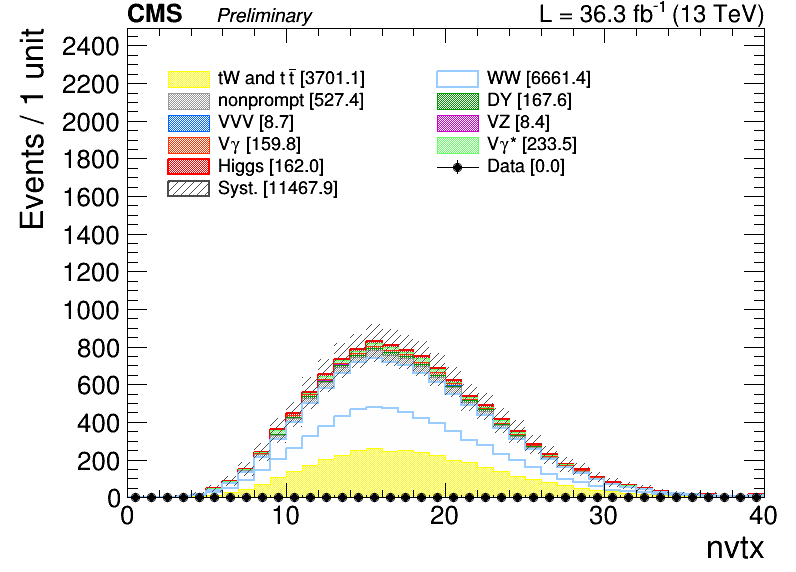 CMS Preliminary L = 36.3 fb⁻¹ (13 TeV)
Events / 1 unit
2400
2200
2000
1800
1600
1400
1200
1000
800
600
400
200
0
tW and tt̅ [3701.1] WW [6661.4]
nonprompt [527.4] DY [167.6]
VVV [8.7] VZ [8.4]
Vγ [159.8] Vγ* [233.5]
Higgs [162.0] Data [0.0]
Syst. [11467.9]
0 10 20 30 40
nvtx